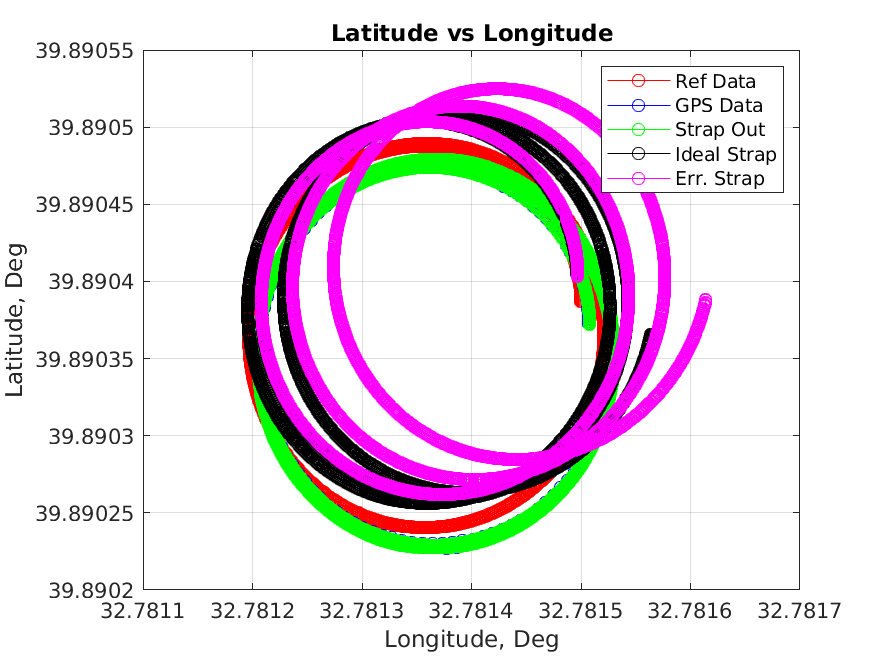 Latitude vs Longitude
39.89055
39.8905
39.89045
39.8904
39.89035
39.8903
39.89025
39.8902
Latitude, Deg
Ref Data
GPS Data
Strap Out
Ideal Strap
Err. Strap
32.7811 32.7812 32.7813 32.7814 32.7815 32.7816 32.7817
Longitude, Deg